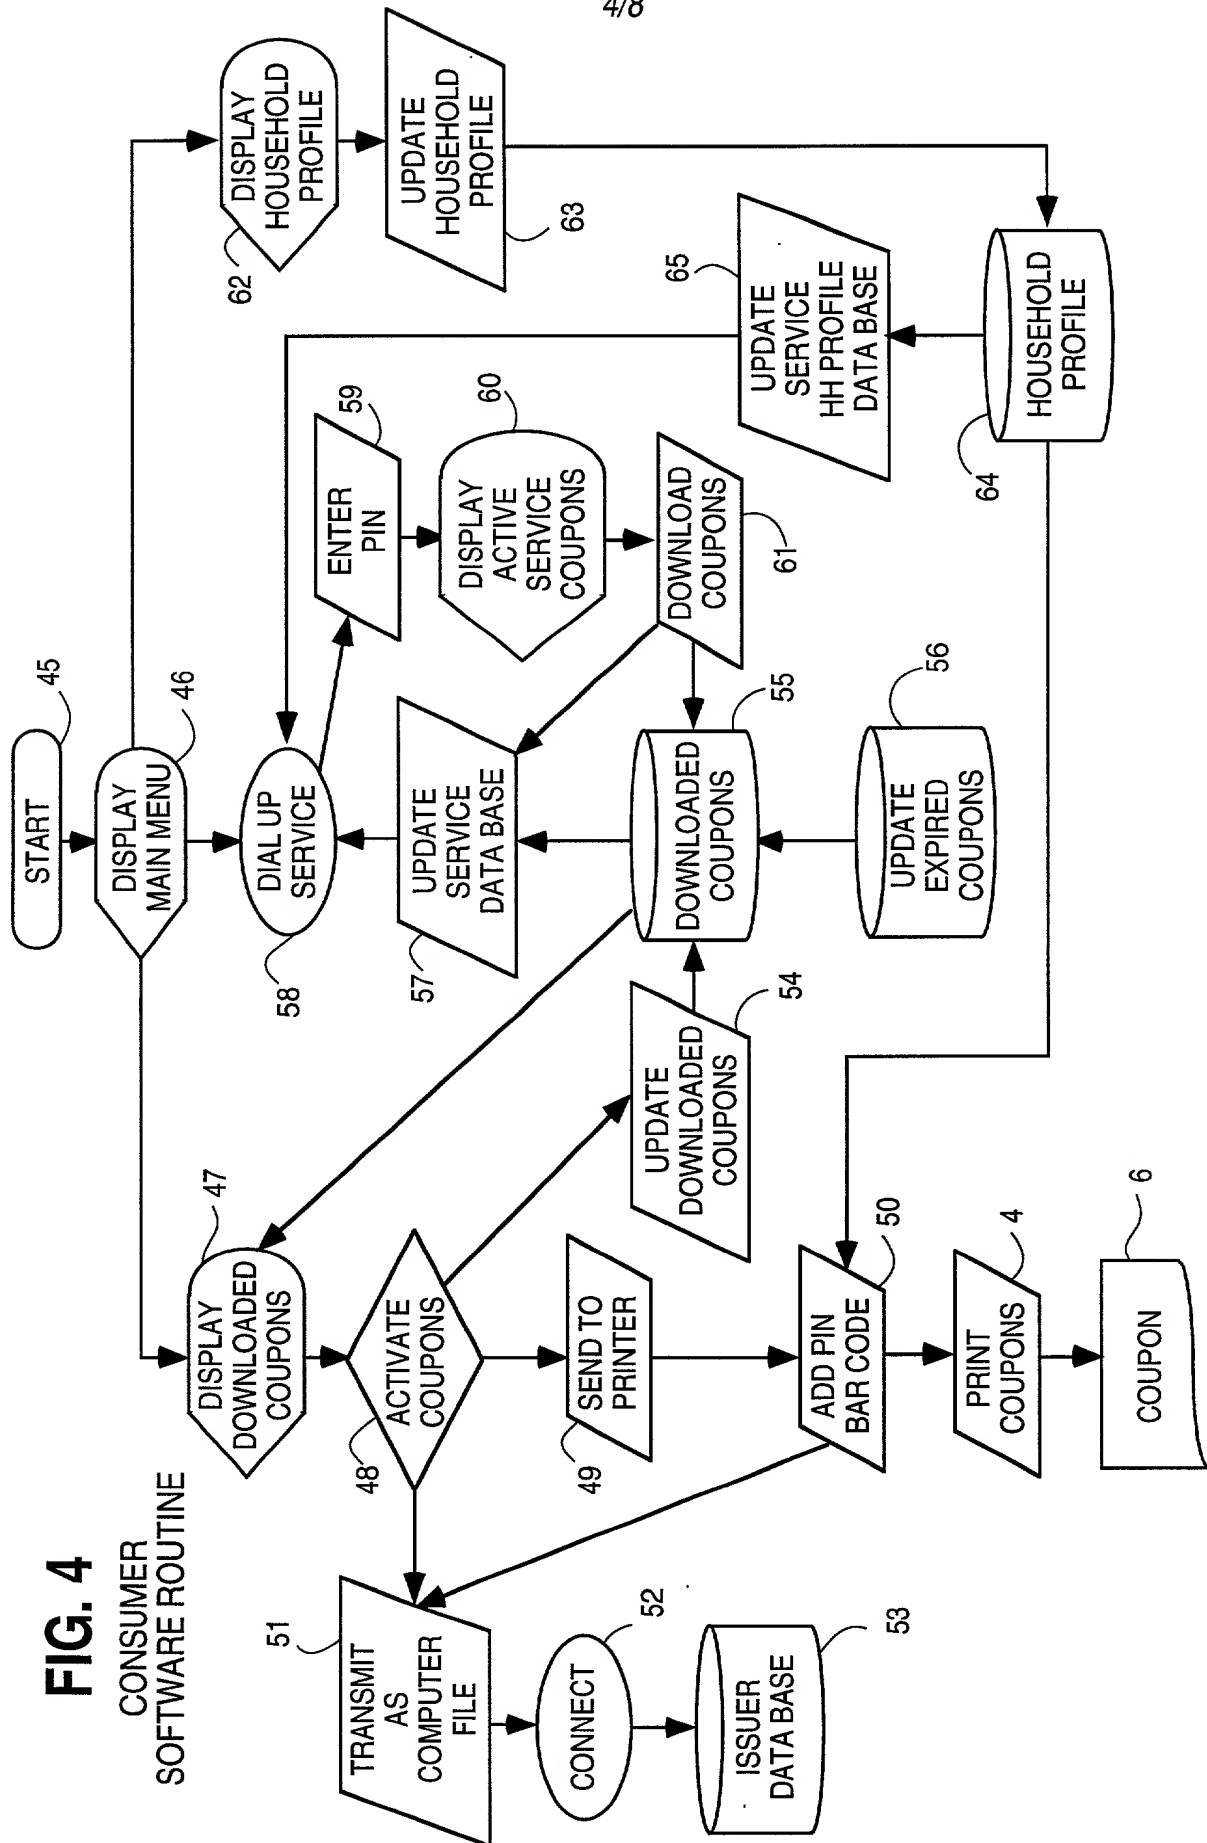 4/8
FIG. 4
CONSUMER
SOFTWARE ROUTINE
START
45
DISPLAY
MAIN MENU
46
DISPLAY
DOWNLOADED
COUPONS
47
ACTIVATE
COUPONS
48
SEND TO
PRINTER
49
ADD PIN
BAR CODE
50
PRINT
COUPONS
4
COUPON
6
TRANSMIT
AS
COMPUTER
FILE
51
CONNECT
52
ISSUER
DATA BASE
53
UPDATE
DOWNLOADED
COUPONS
54
DOWNLOADED
COUPONS
55
UPDATE
EXPIRED
COUPONS
56
UPDATE
SERVICE
DATA BASE
57
DIAL UP
SERVICE
58
ENTER
PIN
59
DISPLAY
ACTIVE
SERVICE
COUPONS
60
DOWNLOAD
COUPONS
61
DISPLAY
HOUSEHOLD
PROFILE
62
UPDATE
HOUSEHOLD
PROFILE
63
HOUSEHOLD
PROFILE
64
UPDATE
SERVICE
HH PROFILE
DATA BASE
65